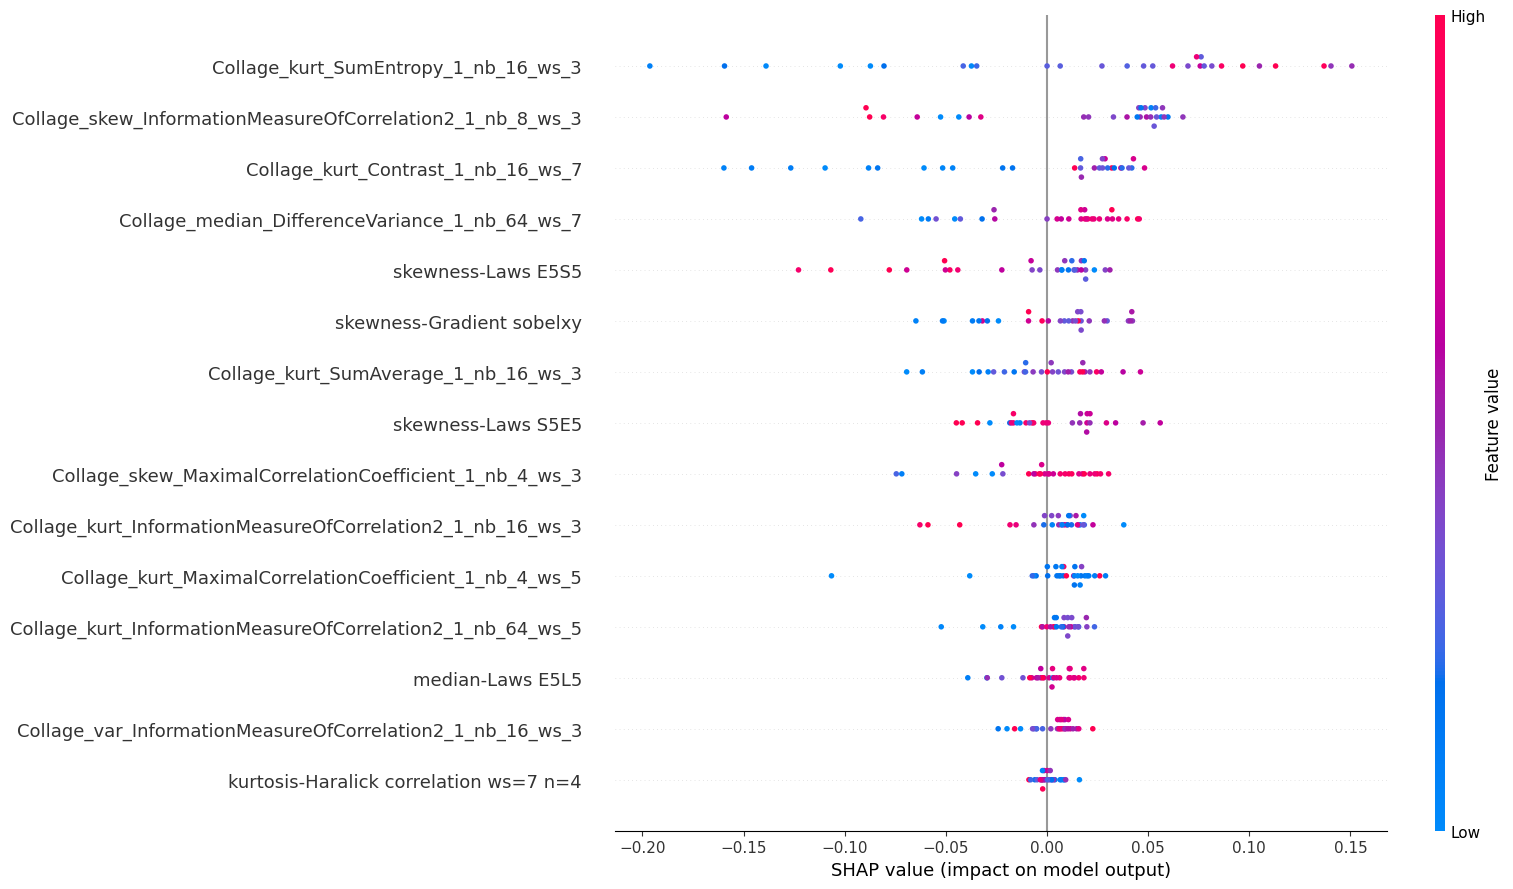 High
Collage_kurt_SumEntropy_1_nb_16_ws_3
Collage_skew_InformationMeasureOfCorrelation2_1_nb_8_ws_3
Collage_kurt_Contrast_1_nb_16_ws_7
Collage_median_DifferenceVariance_1_nb_64_ws_7
skewness-Laws E5S5
skewness-Gradient sobelxy
Collage_kurt_SumAverage_1_nb_16_ws_3
skewness-Laws S5E5
Collage_skew_MaximalCorrelationCoefficient_1_nb_4_ws_3
Collage_kurt_InformationMeasureOfCorrelation2_1_nb_16_ws_3
Collage_kurt_MaximalCorrelationCoefficient_1_nb_4_ws_5
Collage_kurt_InformationMeasureOfCorrelation2_1_nb_64_ws_5
median-Laws E5L5
Collage_var_InformationMeasureOfCorrelation2_1_nb_16_ws_3
kurtosis-Haralick correlation ws=7 n=4
Feature value
Low
−0.20 −0.15 −0.10 −0.05 0.00 0.05 0.10 0.15
SHAP value (impact on model output)